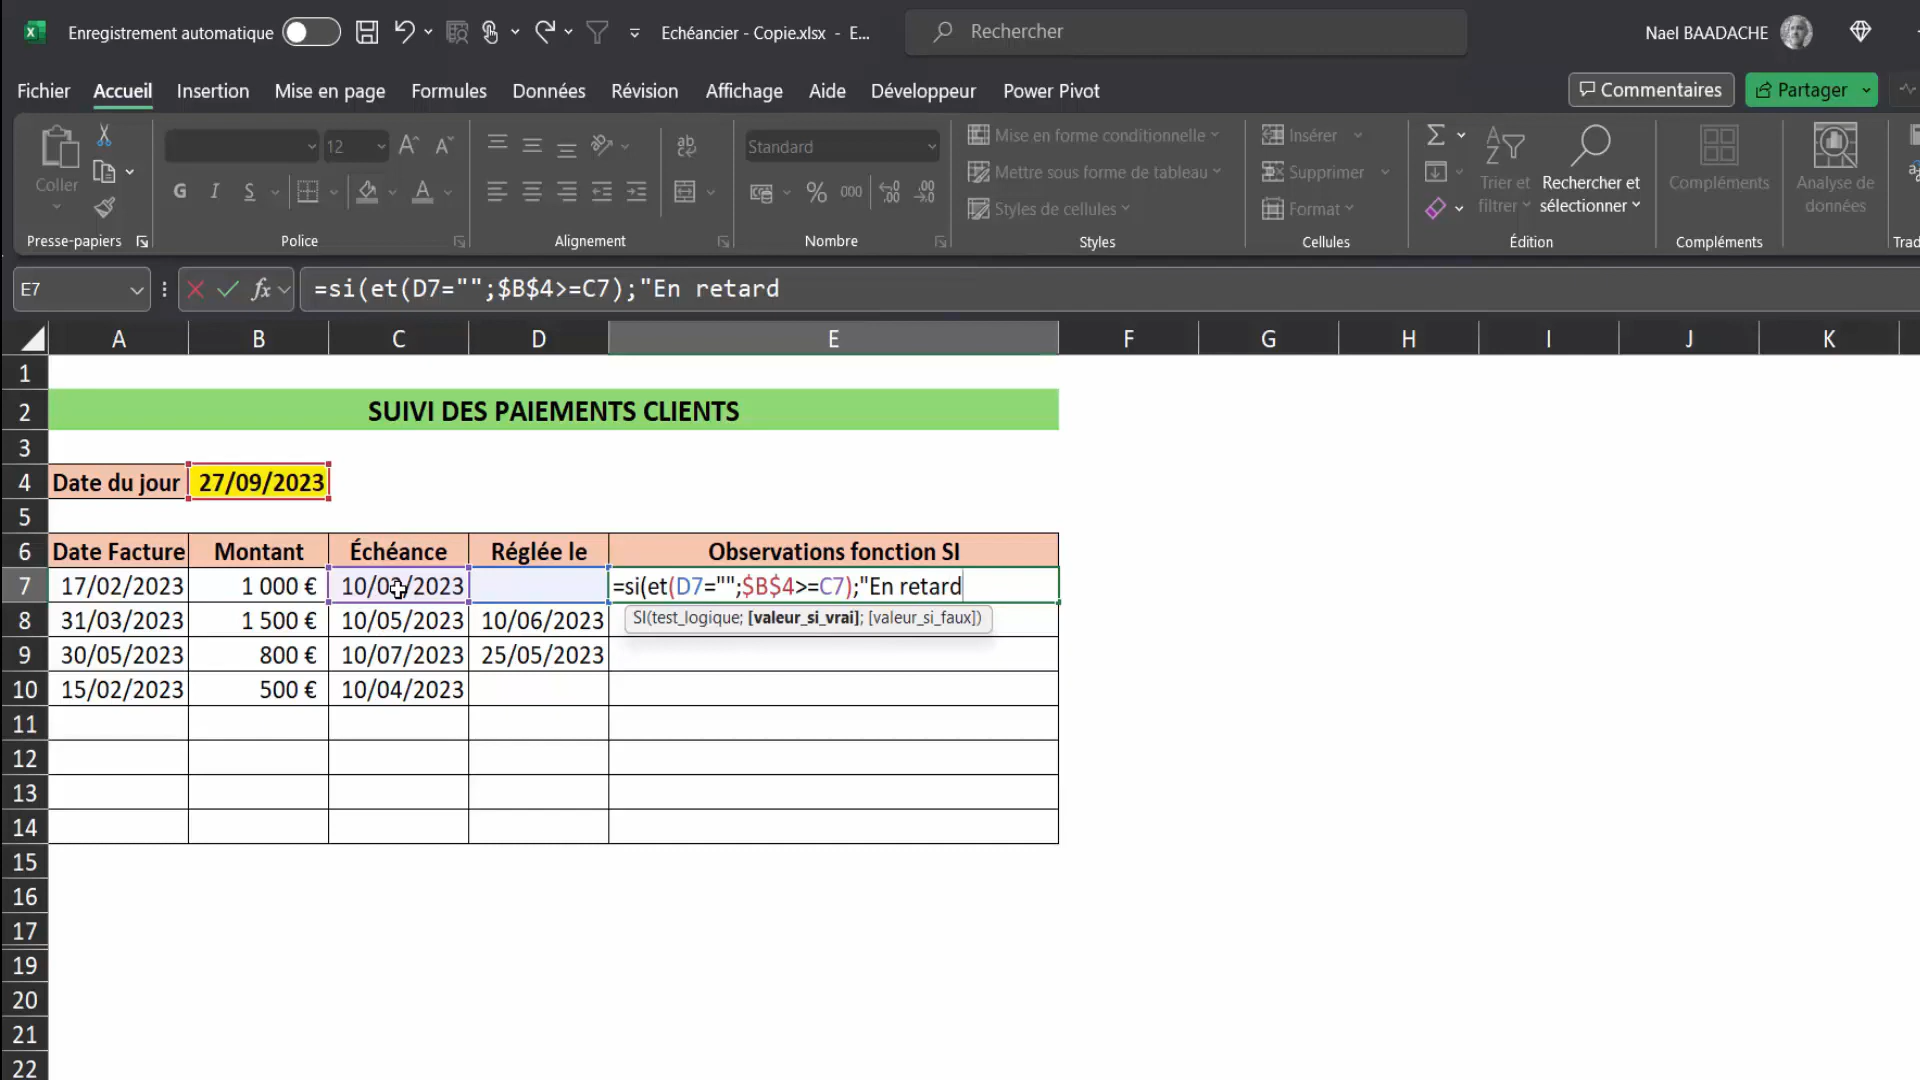 Enregistrement automatique
Echéancier - Copie.xlsx - E...
Rechercher
Nael BAADACHE
Fichier Accueil Insertion Mise en page Formules Données Révision Affichage Aide Développeur Power Pivot
Commentaires
Partager
Coller
Presse-papiers
12
G I S
Police
Alignement
Standard
% 000
Nombre
Mise en forme conditionnelle
Mettre sous forme de tableau
Styles de cellules
Styles
Insérer
Supprimer
Format
Cellules
Trier et filtrer
Rechercher et sélectionner
Édition
Compléments
Compléments
Analyse de données
Trad
E7
fx
=si(et(D7="";$B$4>=C7);"En retard
A B C D E F G H I J K
1
2 SUIVI DES PAIEMENTS CLIENTS
3
4 Date du jour 27/09/2023
5
6 Date Facture Montant Échéance Réglée le Observations fonction SI
7 17/02/2023 1 000 € /2023 =si(et(D7="";$B$4>=C7);"En retard
SI(test_logique; [valeur_si_vrai]; [valeur_si_faux])
8 31/03/2023 1 500 € 10/05/2023 10/06/2023
9 30/05/2023 800 € 10/07/2023 25/05/2023
10 15/02/2023 500 € 10/04/2023
11
12
13
14
15
16
17
19
20
21
22